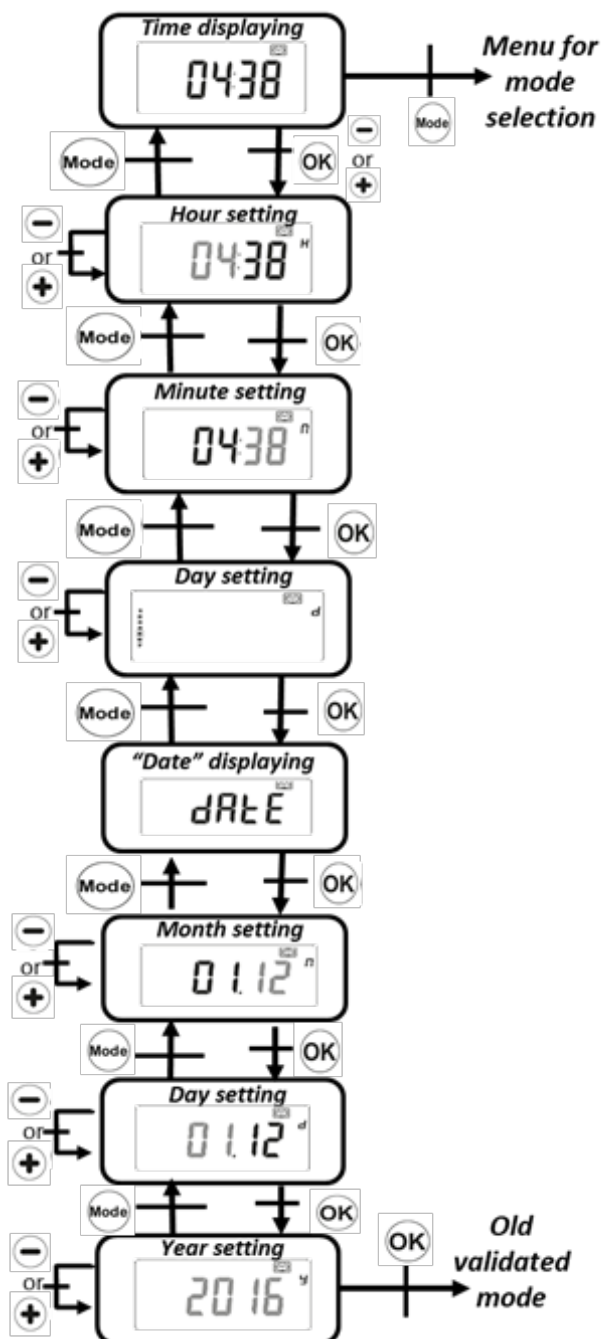 Time displaying
04:38
Menu for
mode
selection
Mode
Mode
OK
−
or
+
Hour setting
04:38 H
−
or
+
Mode
OK
Minute setting
04:38 n
−
or
+
Mode
OK
Day setting
d
−
or
+
Mode
OK
“Date” displaying
dAtE
Mode
OK
Month setting
01.12 n
−
or
+
Mode
OK
Day setting
01.12 d
−
or
+
Mode
OK
Year setting
2016 y
−
or
+
OK
Old
validated
mode